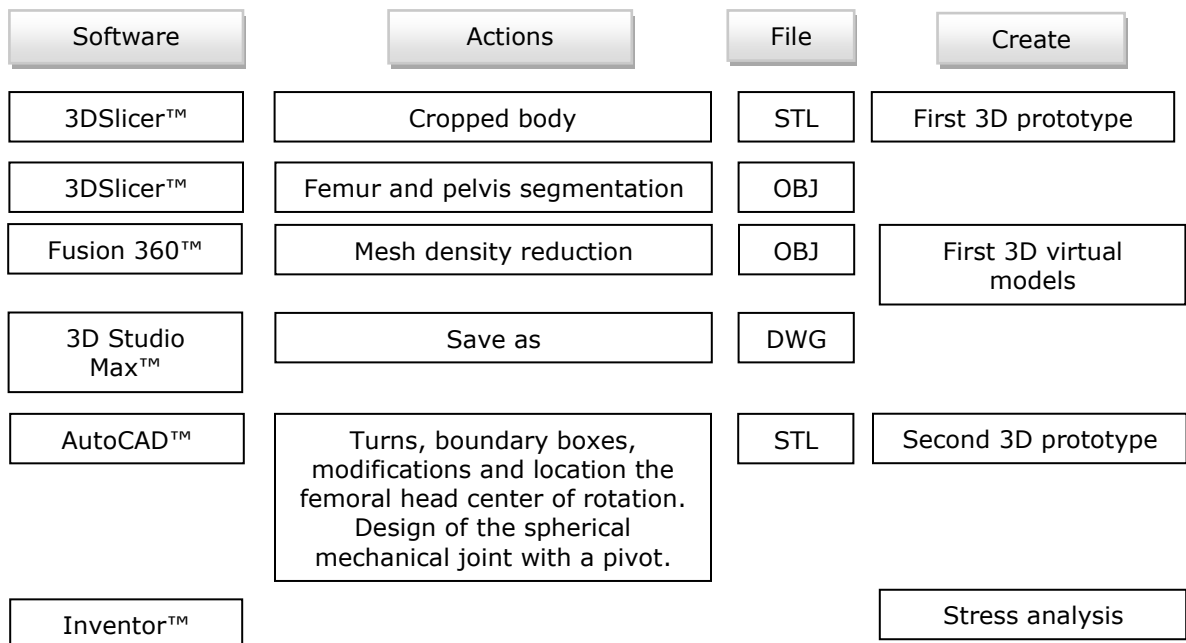 Software
Actions
File
Create
3DSlicer™
Cropped body
STL
First 3D prototype
3DSlicer™
Femur and pelvis segmentation
OBJ
Fusion 360™
Mesh density reduction
OBJ
First 3D virtual
models
3D Studio
Max™
Save as
DWG
AutoCAD™
Turns, boundary boxes,
modifications and location the
femoral head center of rotation.
Design of the spherical
mechanical joint with a pivot.
STL
Second 3D prototype
Inventor™
Stress analysis